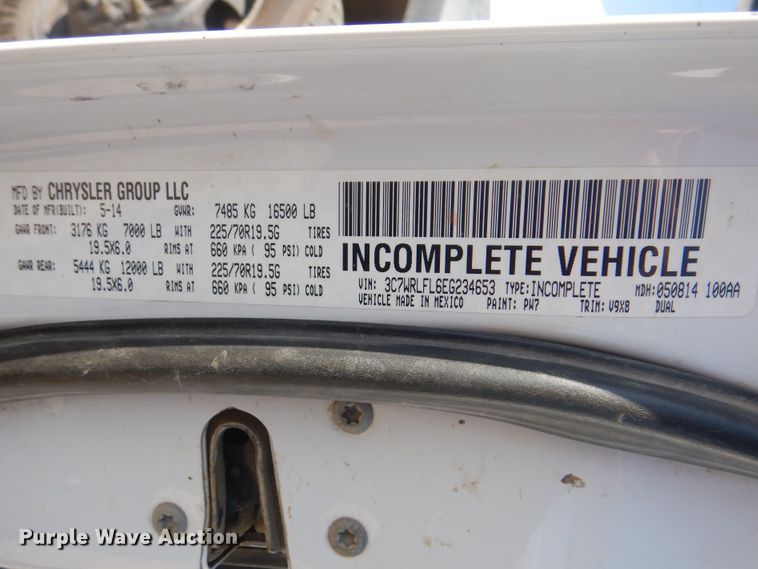 MFD BY CHRYSLER GROUP LLC
DATE OF MFR(BUILT): 5-14 GVWR: 7485 KG 16500 LB
GAWR FRONT: 3176 KG 7000 LB WITH 225/70R19.5G TIRES
19.5X6.0 RIMS AT 660 KPA ( 95 PSI) COLD
GAWR REAR: 5444 KG 12000 LB WITH 225/70R19.5G TIRES
19.5X6.0 RIMS AT 660 KPA ( 95 PSI) COLD
INCOMPLETE VEHICLE
VIN: 3C7WRLFL6EG234653 TYPE: INCOMPLETE MDH: 050814 100AA
VEHICLE MADE IN MEXICO PAINT: PW7 TRIM: V9X8 DUAL
Purple Wave Auction